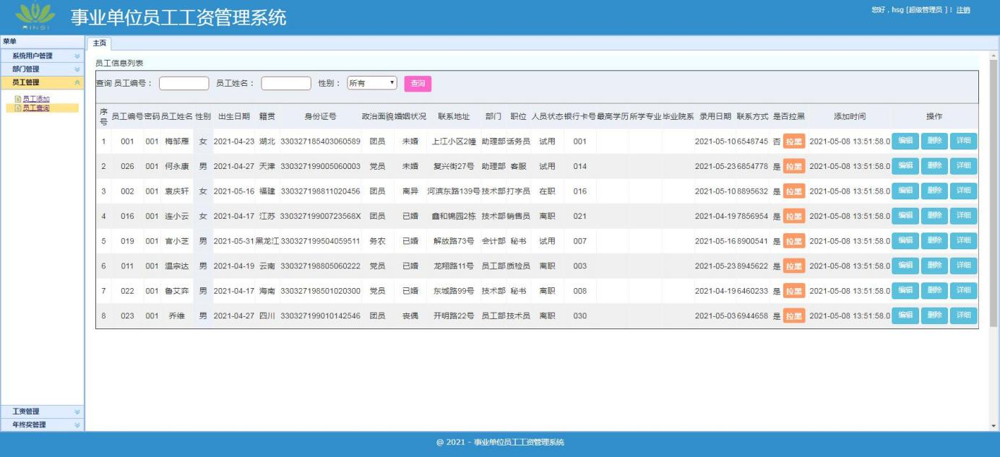 AINSI
事业单位员工工资管理系统
您好，hsg [超级管理员 ]！ 注销
菜单
系统用户管理
部门管理
员工管理
员工添加
员工查询
工资管理
年终奖管理
主页
员工信息列表
查询 员工编号： 员工姓名： 性别： 所有 查询
序号 员工编号 密码 员工姓名 性别 出生日期 籍贯 身份证号 政治面貌 婚姻状况 联系地址 部门 职位 人员状态 银行卡号 最高学历 所学专业 毕业院系 录用日期 联系方式 是否拉黑 添加时间 操作
1 001 001 梅邹雁 女 2021-04-23 湖北 330327185403060589 团员 未婚 上江小区2幢 助理部 话务员 试用 001 2021-05-10 6548745 否 拉黑 2021-05-08 13:51:58.0 编辑 删除 详细
2 026 001 何永康 男 2021-04-27 天津 330327199005060003 党员 未婚 复兴街27号 助理部 客服 试用 014 2021-05-23 6854778 是 拉黑 2021-05-08 13:51:58.0 编辑 删除 详细
3 002 001 袁庆轩 女 2021-05-16 福建 330327198811020456 团员 离异 河滨东路139号 技术部 打字员 在职 016 2021-05-10 8895632 是 拉黑 2021-05-08 13:51:58.0 编辑 删除 详细
4 016 001 连小云 女 2021-04-17 江苏 33032719900723568X 团员 已婚 鑫和锦园2栋 技术部 销售员 离职 021 2021-04-19 7856954 是 拉黑 2021-05-08 13:51:58.0 编辑 删除 详细
5 019 001 官小芝 男 2021-05-31 黑龙江 330327199504059511 务农 已婚 解放路73号 会计部 秘书 试用 007 2021-05-16 8900541 是 拉黑 2021-05-08 13:51:58.0 编辑 删除 详细
6 011 001 温宗达 男 2021-04-19 云南 330327198805060222 党员 已婚 龙翔路11号 员工部 质检员 离职 003 2021-05-23 8945622 是 拉黑 2021-05-08 13:51:58.0 编辑 删除 详细
7 022 001 鲁艾弈 男 2021-04-17 海南 330327198501020300 党员 已婚 东城路99号 技术部 秘书 离职 008 2021-04-19 6460233 是 拉黑 2021-05-08 13:51:58.0 编辑 删除 详细
8 023 001 乔维 男 2021-04-27 四川 330327199010142546 团员 丧偶 开明路22号 员工部 技术员 离职 030 2021-05-03 6944658 是 拉黑 2021-05-08 13:51:58.0 编辑 删除 详细
@ 2021 - 事业单位员工工资管理系统